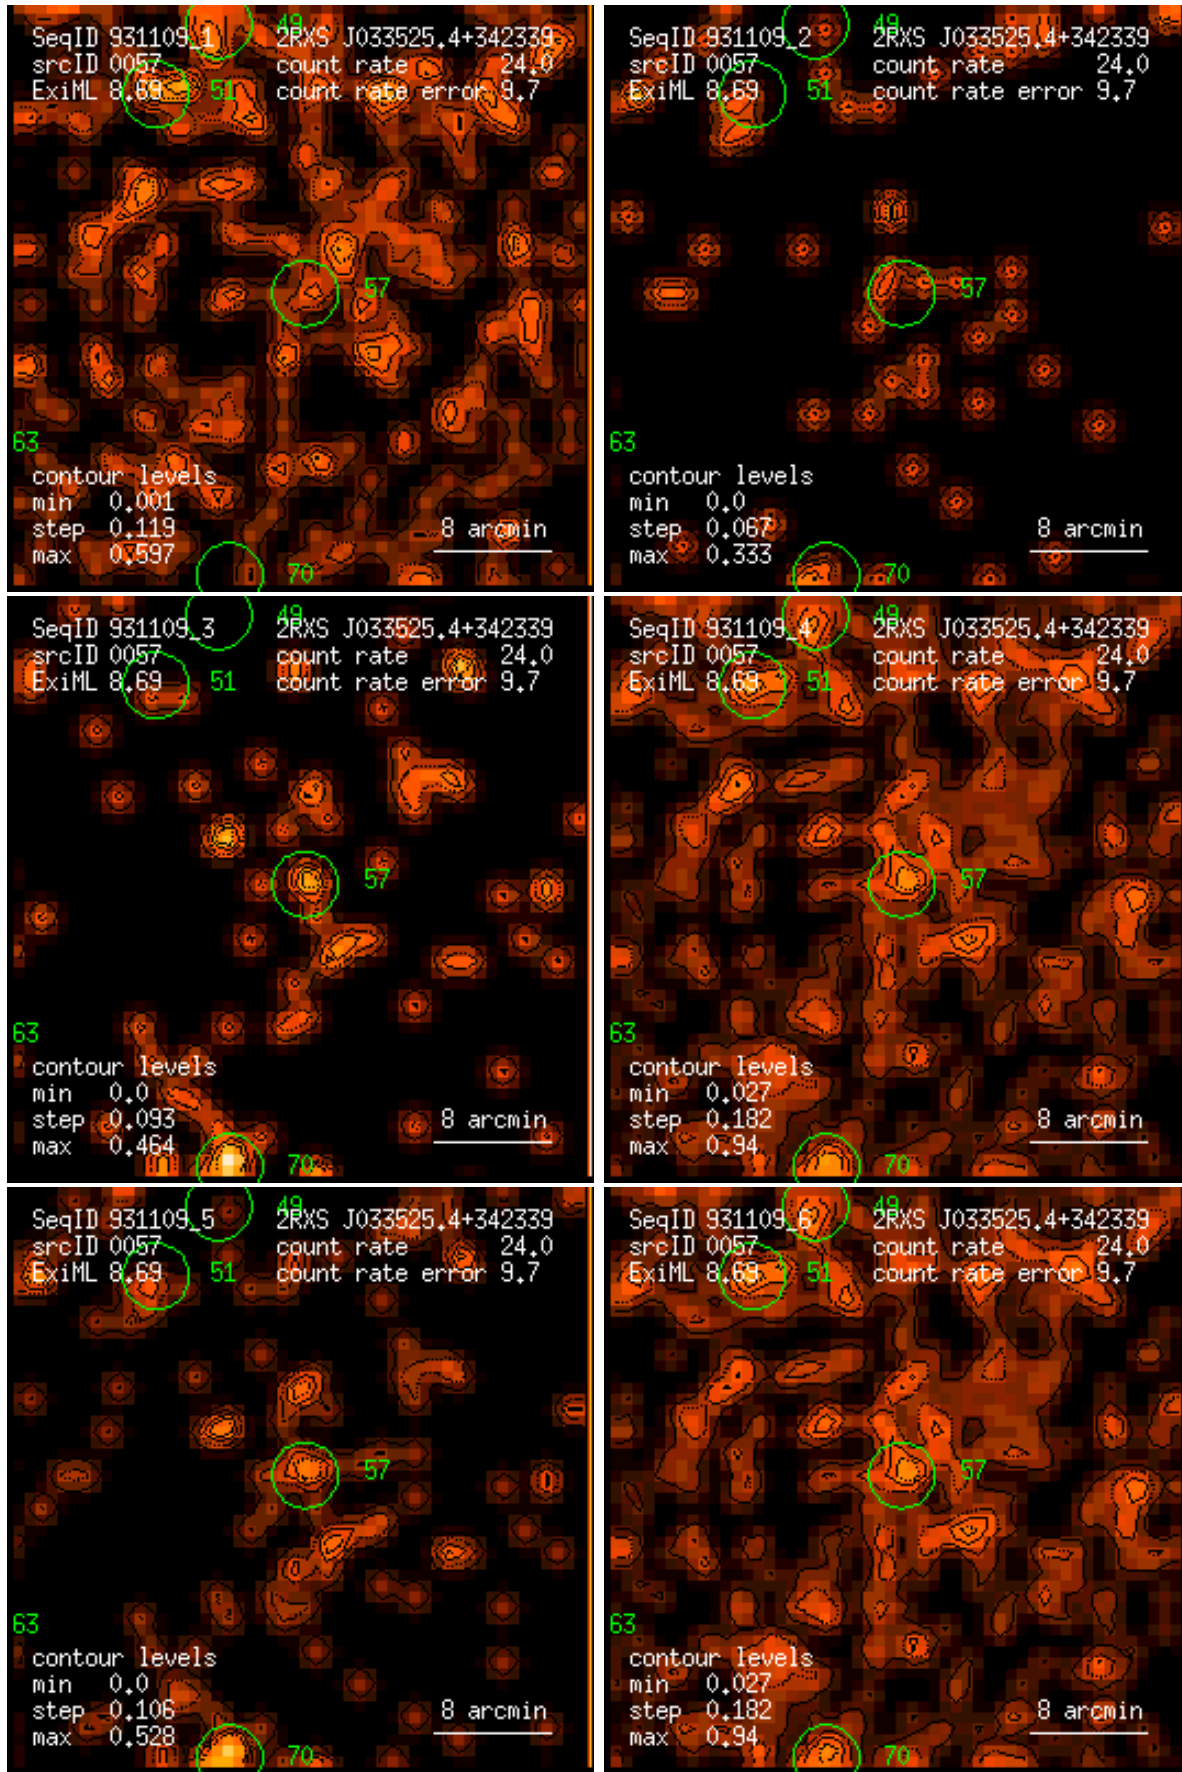 49
SeqID 931109_1 2RXS J033525.4+342339
srcID 0057 count rate 24.0
ExiML 8.69 51 count rate error 9.7
57
63
contour levels
min 0.001
step 0.119 8 arcmin
max 0.597
70
49
SeqID 931109_2 2RXS J033525.4+342339
srcID 0057 count rate 24.0
ExiML 8.69 51 count rate error 9.7
57
63
contour levels
min 0.0
step 0.067 8 arcmin
max 0.333
70
49
SeqID 931109_3 2RXS J033525.4+342339
srcID 0057 count rate 24.0
ExiML 8.69 51 count rate error 9.7
57
63
contour levels
min 0.0
step 0.093 8 arcmin
max 0.464
70
49
SeqID 931109_4 2RXS J033525.4+342339
srcID 0057 count rate 24.0
ExiML 8.69 51 count rate error 9.7
57
63
contour levels
min 0.027
step 0.182 8 arcmin
max 0.94
70
49
SeqID 931109_5 2RXS J033525.4+342339
srcID 0057 count rate 24.0
ExiML 8.69 51 count rate error 9.7
57
63
contour levels
min 0.0
step 0.106 8 arcmin
max 0.528
70
49
SeqID 931109_6 2RXS J033525.4+342339
srcID 0057 count rate 24.0
ExiML 8.69 51 count rate error 9.7
57
63
contour levels
min 0.027
step 0.182 8 arcmin
max 0.94
70